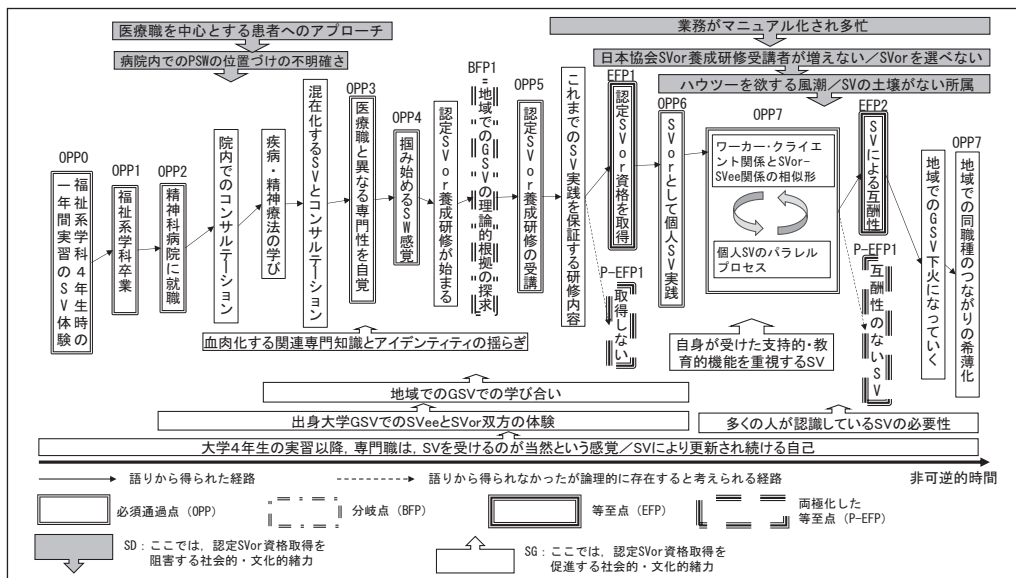 医療職を中心とする患者へのアプローチ
病院内でのPSWの位置づけの不明確さ
業務がマニュアル化され多忙
日本協会SVor養成研修受講者が増えない／SVorを選べない
ハウツーを欲する風潮／SVの土壌がない所属
OPP0
福祉系学科４年生時の
一年間実習のSV体験
OPP1
福祉系学科卒業
OPP2
精神科病院に就職
院内でのコンサルテーション
疾病・精神療法の学び
混在化するSVとコンサルテーション
OPP3
医療職と異なる専門性を自覚
OPP4
掴み始めるSW感覚
認定SVor養成研修が始まる
BFP1
=地域でのGSVの理論的根拠の探求
OPP5
認定SVor養成研修の受講
これまでのSV実践を保証する研修内容
EFP1
認定SVor資格を取得
P-EFP1
取得しない
OPP6
SVorとして個人SV実践
OPP7
ワーカー・クライエント関係とSVor-
SVee関係の相似形
個人SVのパラレル
プロセス
EFP2
SVによる互酬性
P-EFP1
互酬性のないSV
地域でのGSV下火になっていく
OPP7
地域での同職種のつながりの希薄化
血肉化する関連専門知識とアイデンティティの揺らぎ
自身が受けた支持的・教
育的機能を重視するSV
地域でのGSVでの学び合い
出身大学GSVでのSVeeとSVor双方の体験
多くの人が認識しているSVの必要性
大学４年生の実習以降，専門職は，SVを受けるのが当然という感覚／SVにより更新され続ける自己
語りから得られた経路
語りから得られなかったが論理的に存在すると考えられる経路
非可逆的時間
必須通過点（OPP）
分岐点（BFP）
等至点（EFP）
両極化した
等至点（P-EFP）
SD：ここでは，認定SVor資格取得を
阻害する社会的・文化的緒力
SG：ここでは，認定SVor資格取得を
促進する社会的・文化的緒力